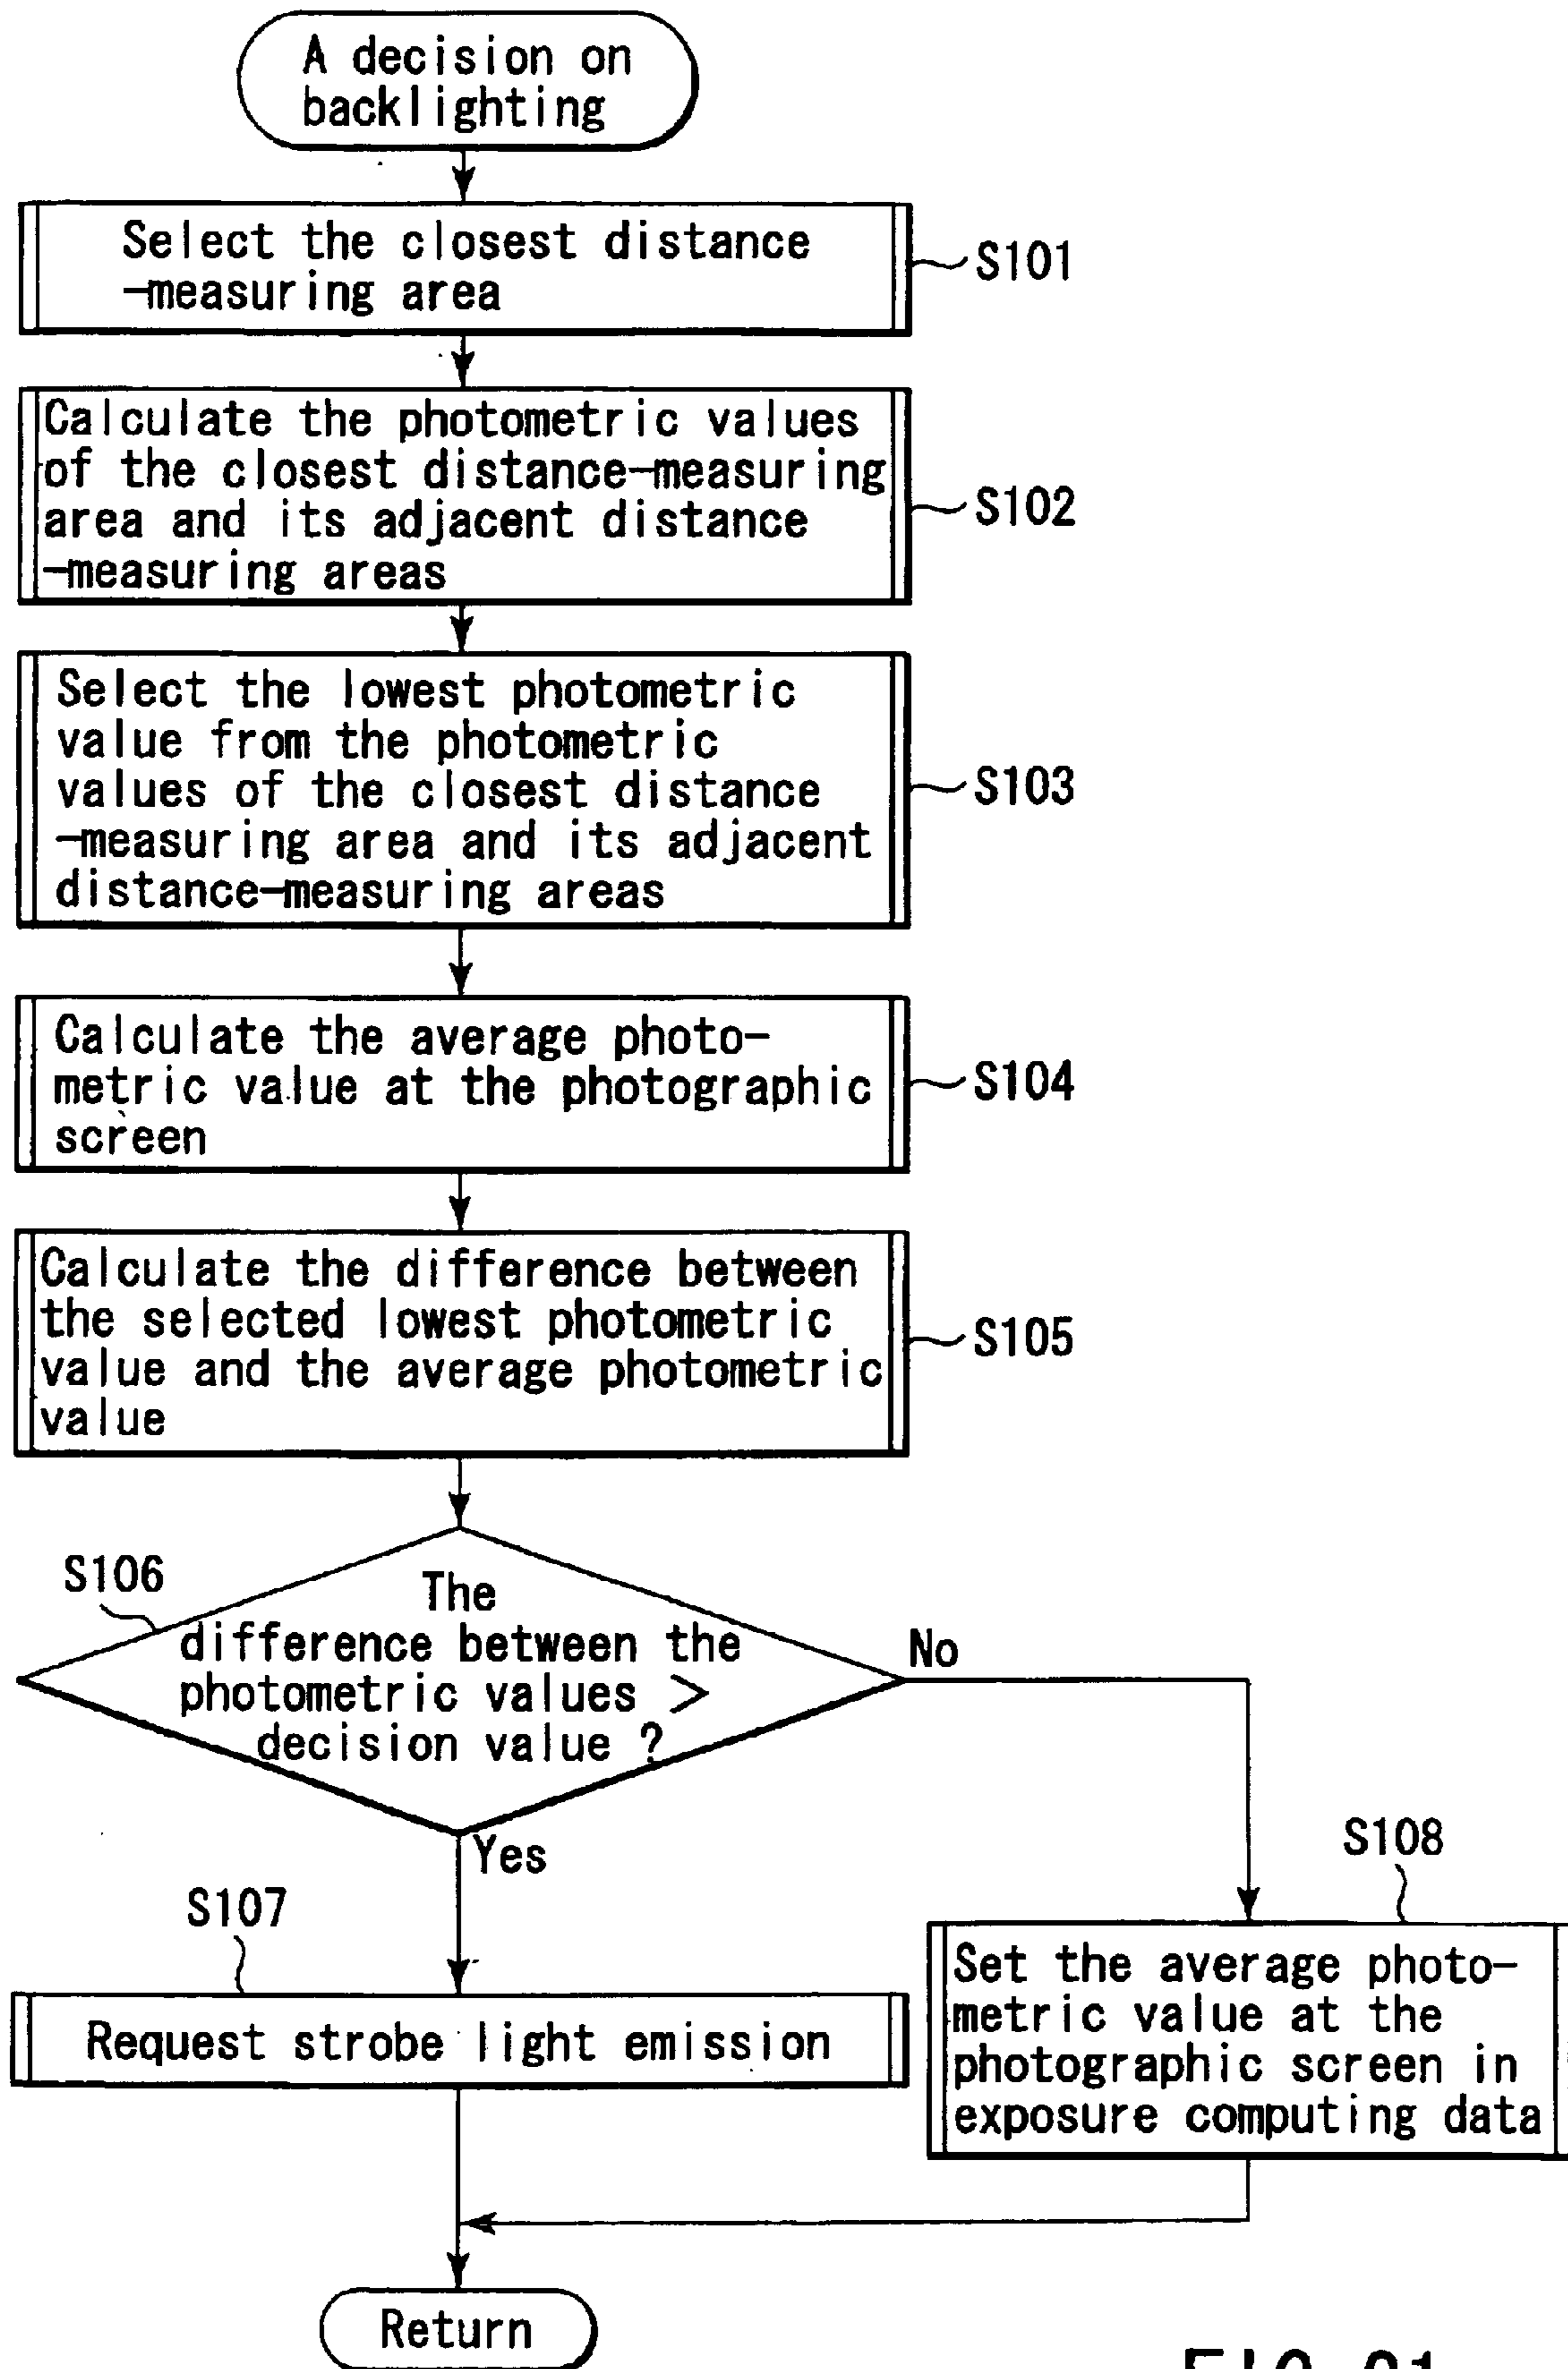 A decision on
backlighting
Select the closest distance
-measuring area
S101
Calculate the photometric values
of the closest distance-measuring
area and its adjacent distance
-measuring areas
S102
Select the lowest photometric
value from the photometric
values of the closest distance
-measuring area and its adjacent
distance-measuring areas
S103
Calculate the average photo-
metric value at the photographic
screen
S104
Calculate the difference between
the selected lowest photometric
value and the average photometric
value
S105
S106
The
difference between the
photometric values >
decision value ?
No
Yes
S107
Request strobe light emission
S108
Set the average photo-
metric value at the
photographic screen in
exposure computing data
Return